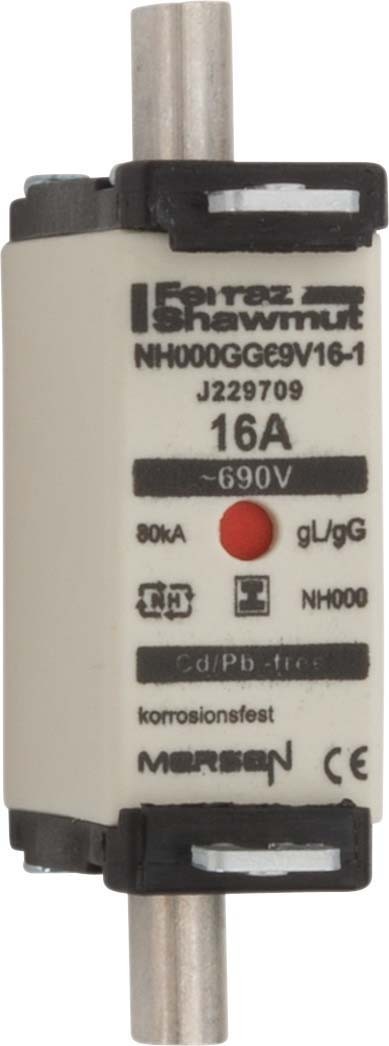 Ferraz
Shawmut
NH000GG69V16-1
J229709
16A
~690V
80kA gL/gG
NH NH000
Cd/Pb-free
korrosionsfest
MERSEN CE